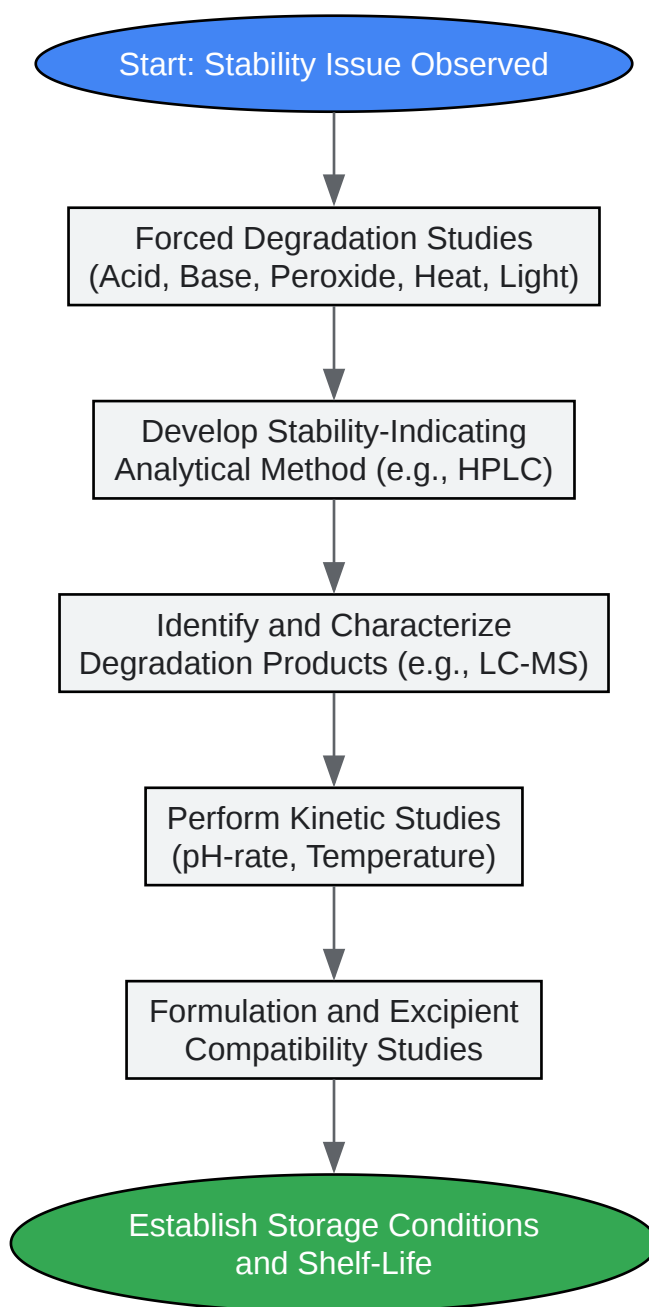 Start: Stability Issue Observed
Forced Degradation Studies
(Acid, Base, Peroxide, Heat, Light)
Develop Stability-Indicating
Analytical Method (e.g., HPLC)
Identify and Characterize
Degradation Products (e.g., LC-MS)
Perform Kinetic Studies
(pH-rate, Temperature)
Formulation and Excipient
Compatibility Studies
Establish Storage Conditions
and Shelf-Life